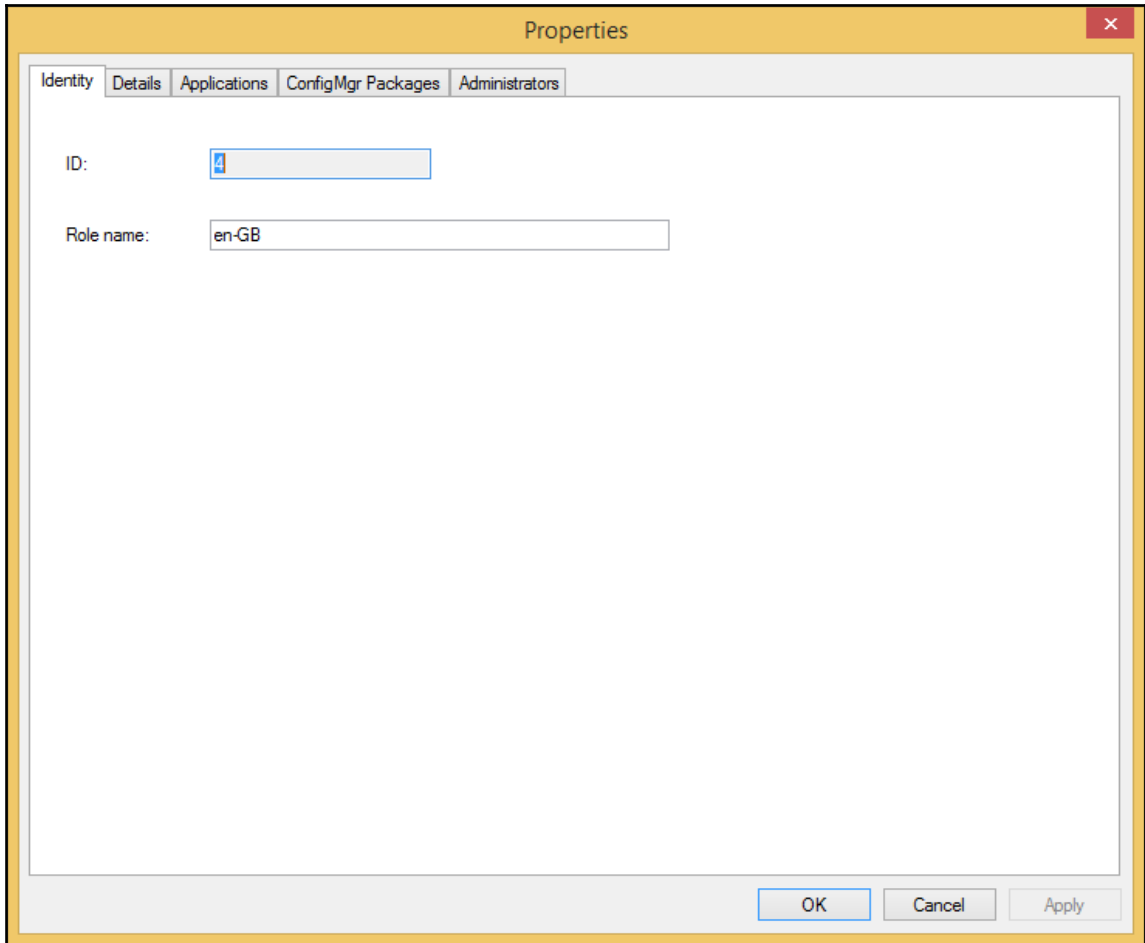 Properties
Identity Details Applications ConfigMgr Packages Administrators
ID: 4
Role name: en-GB
OK Cancel Apply